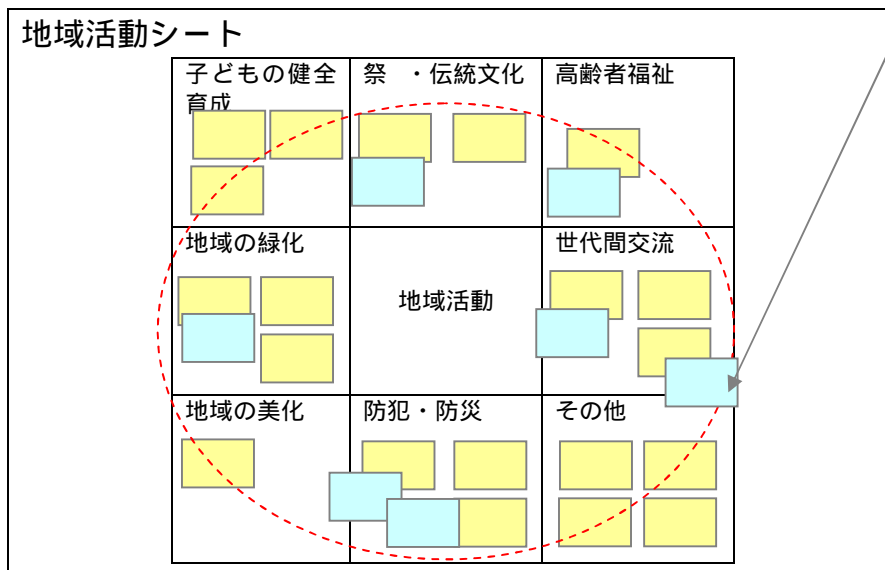 地域活動シート
子どもの健全
育成
祭　・伝統文化
高齢者福祉
地域の緑化
地域活動
世代間交流
地域の美化
防犯・防災
その他